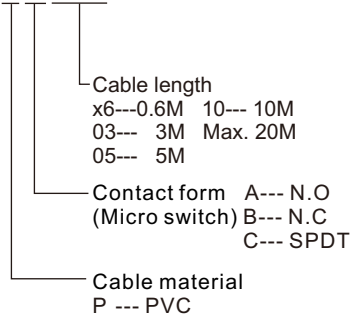 Cable length
x6---0.6M 10--- 10M
03--- 3M Max. 20M
05--- 5M
Contact form A--- N.O
(Micro switch) B--- N.C
C--- SPDT
Cable material
P --- PVC